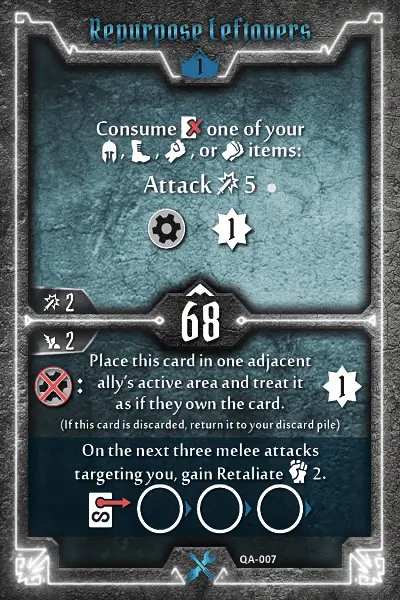 Repurpose Leftovers
1
Consume one of your
, , , or items:
Attack 5
1
2
68
2
Place this card in one adjacent
: ally's active area and treat it
as if they own the card.
1
(If this card is discarded, return it to your discard pile)
On the next three melee attacks
targeting you, gain Retaliate 2.
S
QA-007